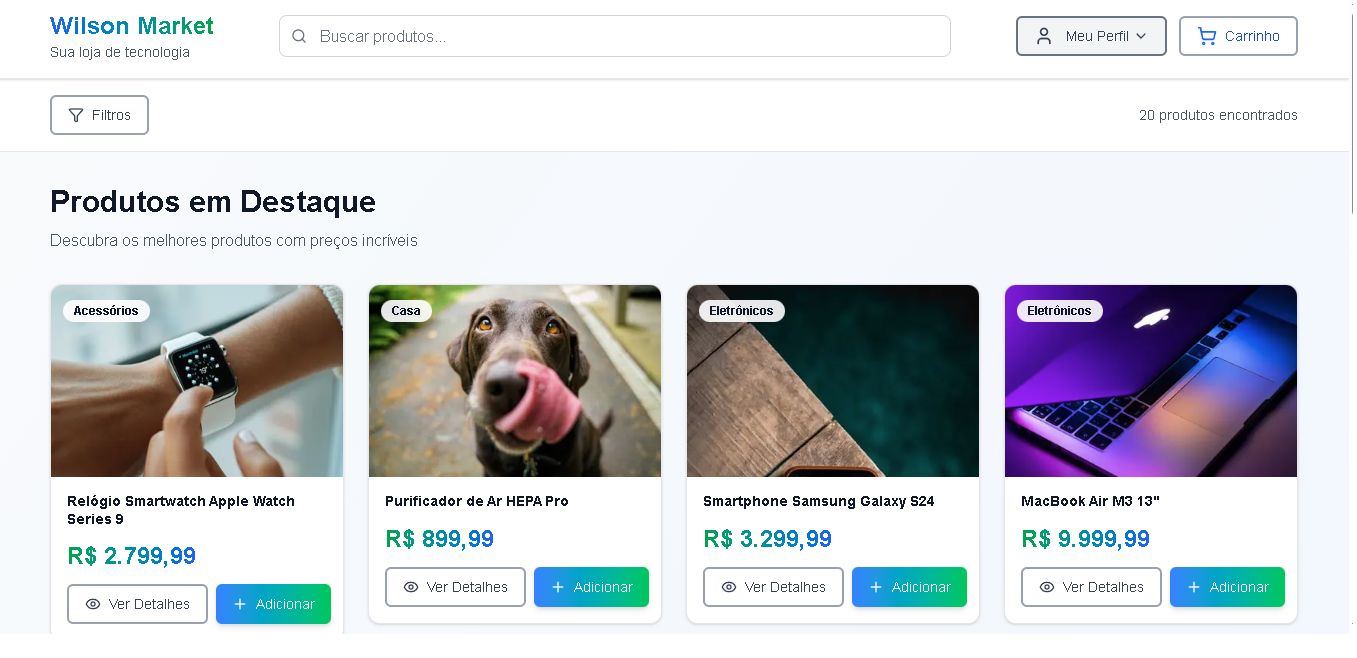 Wilson Market
Sua loja de tecnologia
Buscar produtos...
Meu Perfil
Carrinho
Filtros
20 produtos encontrados
Produtos em Destaque
Descubra os melhores produtos com preços incríveis
Acessórios
Casa
Eletrônicos
Eletrônicos
Relógio Smartwatch Apple Watch
Series 9
R$ 2.799,99
Ver Detalhes
Adicionar
Purificador de Ar HEPA Pro
R$ 899,99
Ver Detalhes
Adicionar
Smartphone Samsung Galaxy S24
R$ 3.299,99
Ver Detalhes
Adicionar
MacBook Air M3 13"
R$ 9.999,99
Ver Detalhes
Adicionar